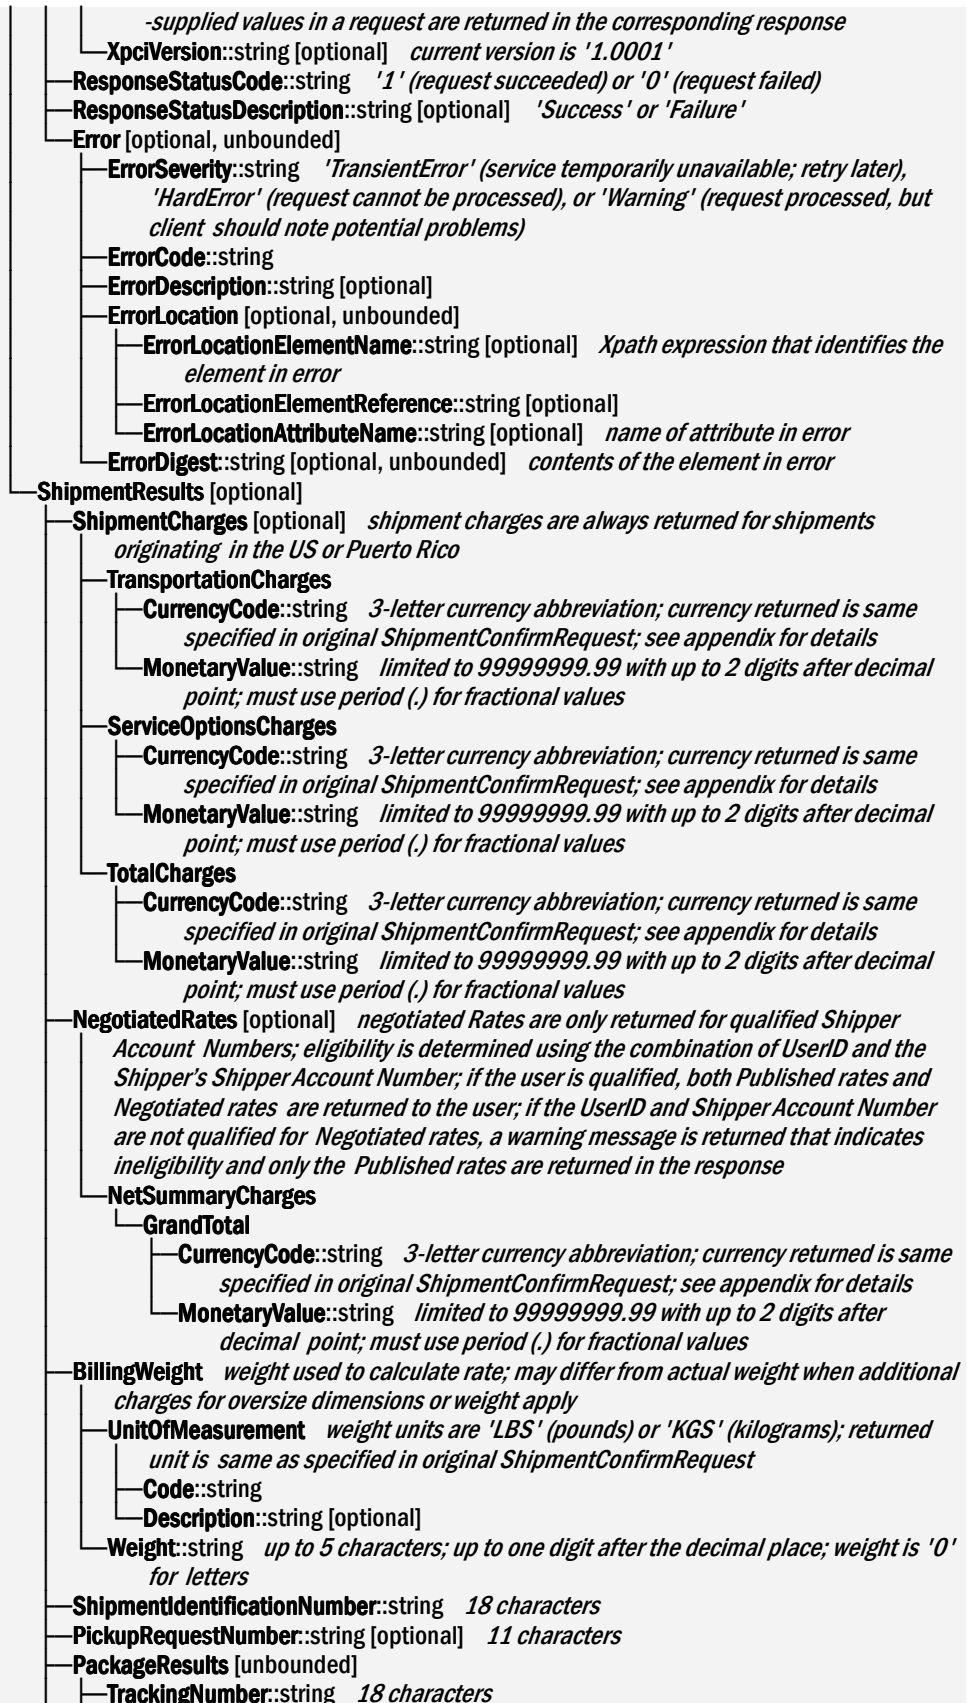 -supplied values in a request are returned in the corresponding response
XpciVersion::string [optional] current version is '1.0001'
ResponseStatusCode::string '1' (request succeeded) or '0' (request failed)
ResponseStatusDescription::string [optional] 'Success' or 'Failure'
Error [optional, unbounded]
ErrorSeverity::string 'TransientError' (service temporarily unavailable; retry later),
'HardError' (request cannot be processed), or 'Warning' (request processed, but
client should note potential problems)
ErrorCode::string
ErrorDescription::string [optional]
ErrorLocation [optional, unbounded]
ErrorLocationElementName::string [optional] Xpath expression that identifies the
element in error
ErrorLocationElementReference::string [optional]
ErrorLocationAttributeName::string [optional] name of attribute in error
ErrorDigest::string [optional, unbounded] contents of the element in error
ShipmentResults [optional]
ShipmentCharges [optional] shipment charges are always returned for shipments
originating in the US or Puerto Rico
TransportationCharges
CurrencyCode::string 3-letter currency abbreviation; currency returned is same
specified in original ShipmentConfirmRequest; see appendix for details
MonetaryValue::string limited to 99999999.99 with up to 2 digits after decimal
point; must use period (.) for fractional values
ServiceOptionsCharges
CurrencyCode::string 3-letter currency abbreviation; currency returned is same
specified in original ShipmentConfirmRequest; see appendix for details
MonetaryValue::string limited to 99999999.99 with up to 2 digits after decimal
point; must use period (.) for fractional values
TotalCharges
CurrencyCode::string 3-letter currency abbreviation; currency returned is same
specified in original ShipmentConfirmRequest; see appendix for details
MonetaryValue::string limited to 99999999.99 with up to 2 digits after decimal
point; must use period (.) for fractional values
NegotiatedRates [optional] negotiated Rates are only returned for qualified Shipper
Account Numbers; eligibility is determined using the combination of UserID and the
Shipper's Shipper Account Number; if the user is qualified, both Published rates and
Negotiated rates are returned to the user; if the UserID and Shipper Account Number
are not qualified for Negotiated rates, a warning message is returned that indicates
ineligibility and only the Published rates are returned in the response
NetSummaryCharges
GrandTotal
CurrencyCode::string 3-letter currency abbreviation; currency returned is same
specified in original ShipmentConfirmRequest; see appendix for details
MonetaryValue::string limited to 99999999.99 with up to 2 digits after
decimal point; must use period (.) for fractional values
BillingWeight weight used to calculate rate; may differ from actual weight when additional
charges for oversize dimensions or weight apply
UnitOfMeasurement weight units are 'LBS' (pounds) or 'KGS' (kilograms); returned
unit is same as specified in original ShipmentConfirmRequest
Code::string
Description::string [optional]
Weight::string up to 5 characters; up to one digit after the decimal place; weight is '0'
for letters
ShipmentIdentificationNumber::string 18 characters
PickupRequestNumber::string [optional] 11 characters
PackageResults [unbounded]
TrackingNumber::string 18 characters